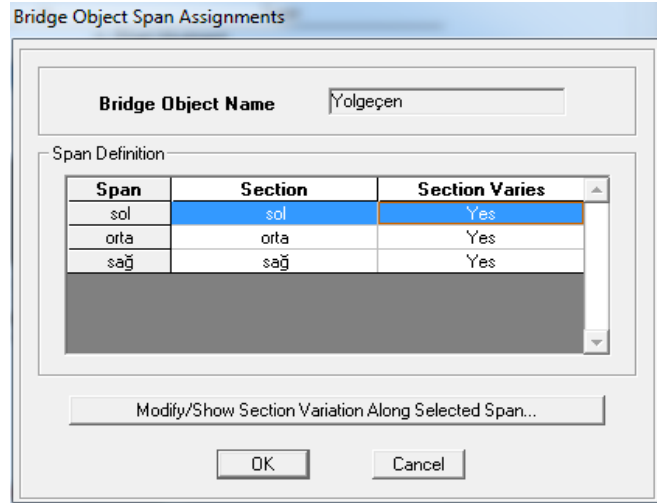 Bridge Object Span Assignments
Bridge Object Name Yolgeçen
Span Definition
Span Section Section Varies
sol sol Yes
orta orta Yes
sağ sağ Yes
Modify/Show Section Variation Along Selected Span...
OK Cancel